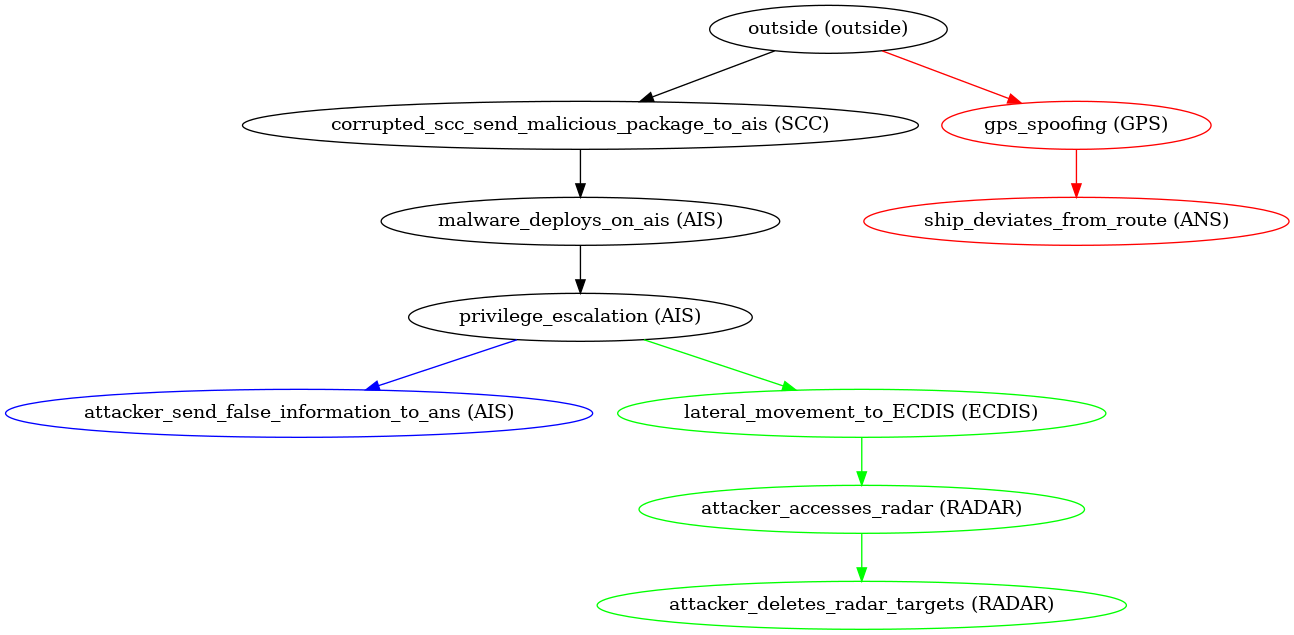 outside (outside)
corrupted_scc_send_malicious_package_to_ais (SCC)
gps_spoofing (GPS)
malware_deploys_on_ais (AIS)
ship_deviates_from_route (ANS)
privilege_escalation (AIS)
attacker_send_false_information_to_ans (AIS)
lateral_movement_to_ECDIS (ECDIS)
attacker_accesses_radar (RADAR)
attacker_deletes_radar_targets (RADAR)